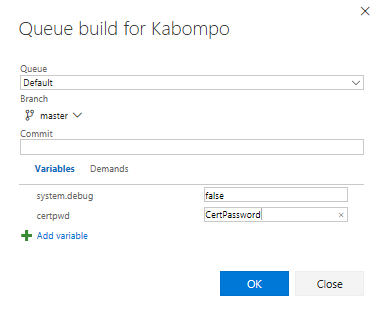 Queue build for Kabompo
Queue
Default
Branch
master
Commit
Variables Demands
system.debug false
certpwd CertPassword
Add variable
OK Close